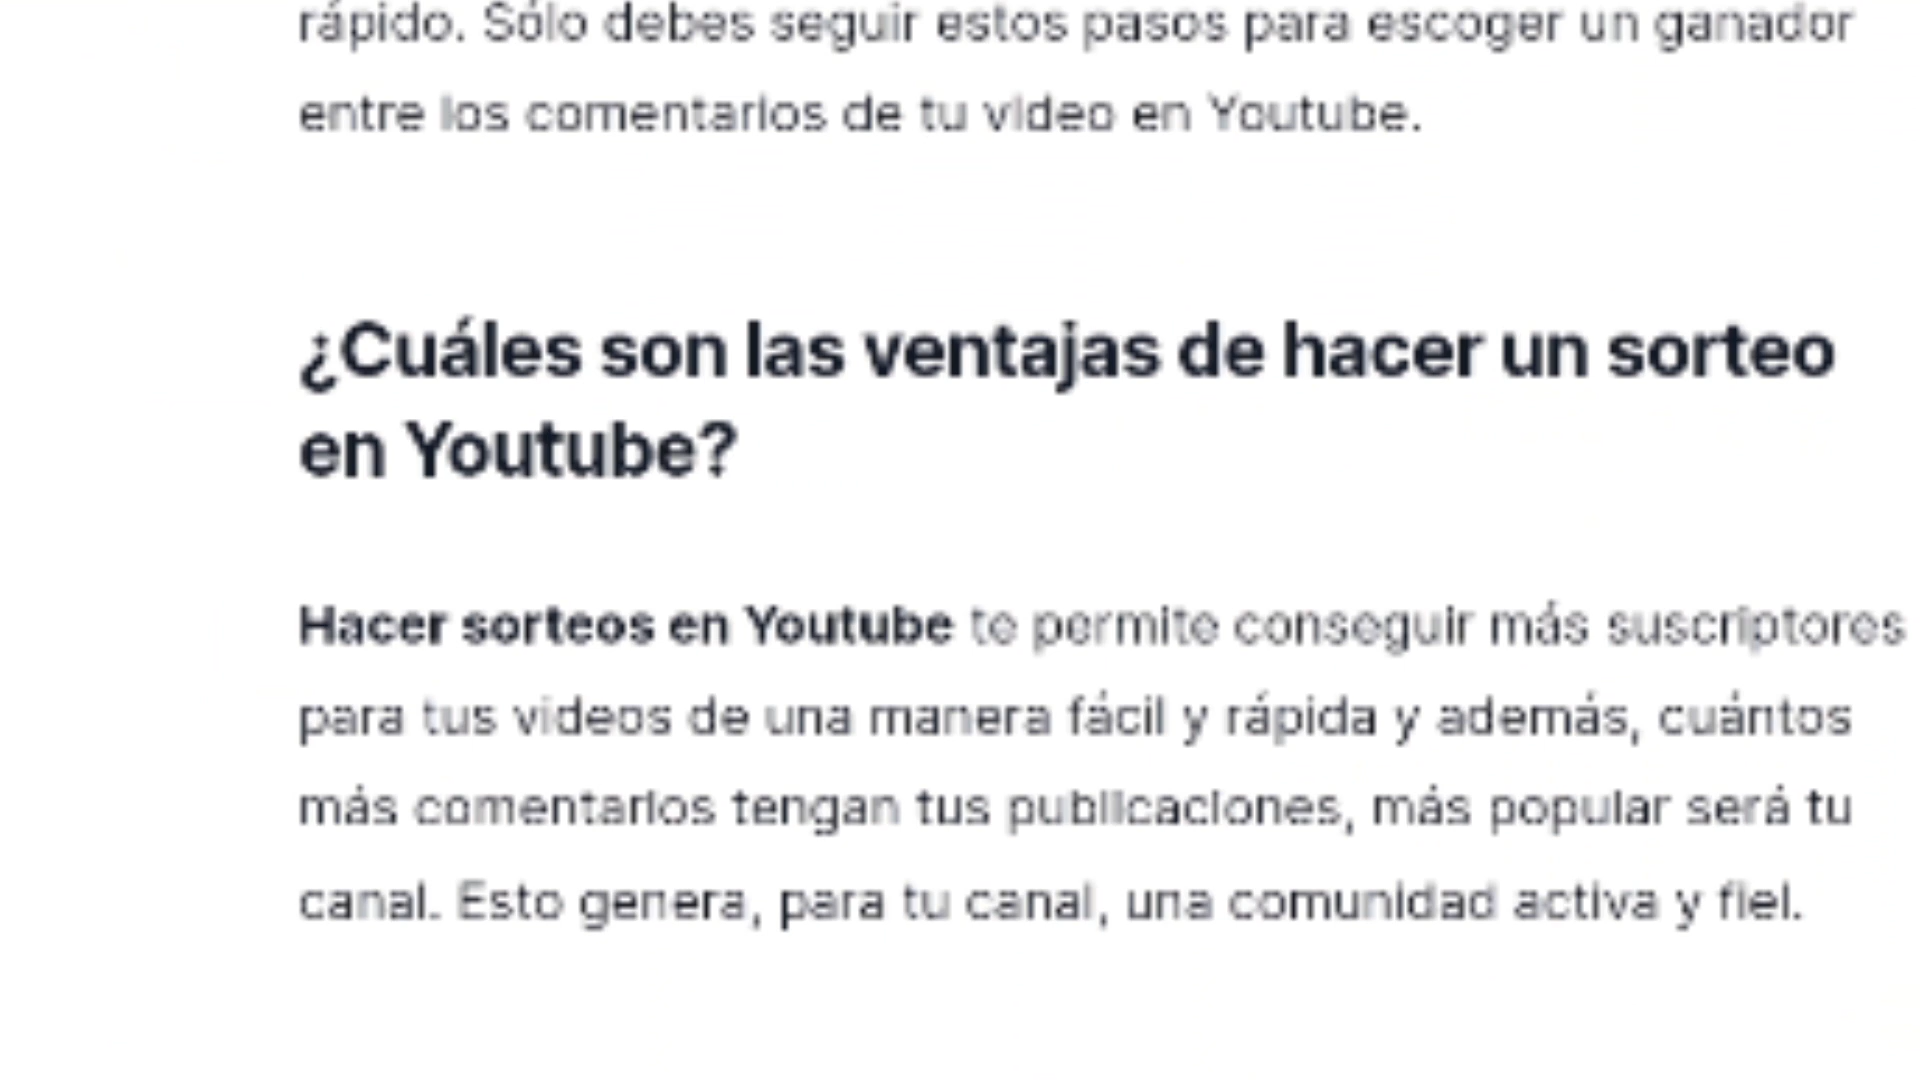 rápido. Sólo debes seguir estos pasos para escoger un ganador
entre los comentarios de tu video en Youtube.
¿Cuáles son las ventajas de hacer un sorteo
en Youtube?
Hacer sorteos en Youtube te permite conseguir más suscriptores
para tus videos de una manera fácil y rápida y además, cuántos
más comentarios tengan tus publicaciones, más popular será tu
canal. Esto genera, para tu canal, una comunidad activa y fiel.